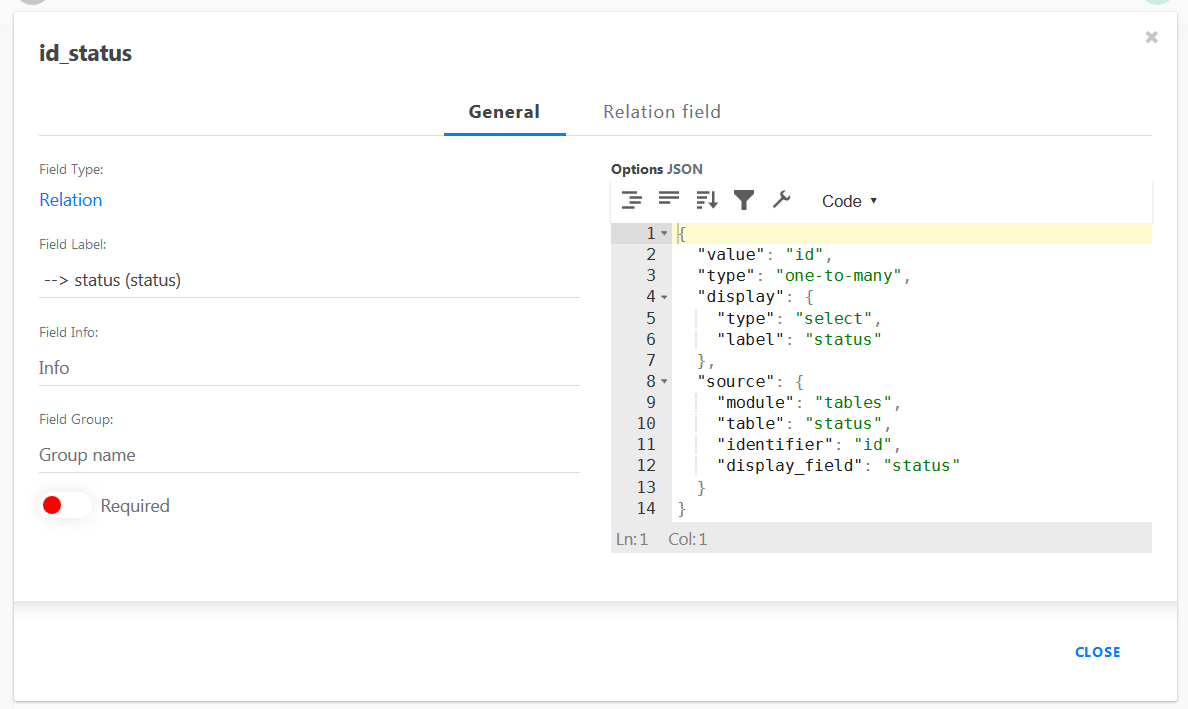 id_status
×
General
Relation field
Field Type:
Relation
Field Label:
--> status (status)
Field Info:
Info
Field Group:
Group name
Required
Options JSON
Code ▼
1 {
2 "value": "id",
3 "type": "one-to-many",
4 "display": {
5 "type": "select",
6 "label": "status"
7 },
8 "source": {
9 "module": "tables",
10 "table": "status",
11 "identifier": "id",
12 "display_field": "status"
13 }
14 }
Ln:1 Col:1
CLOSE